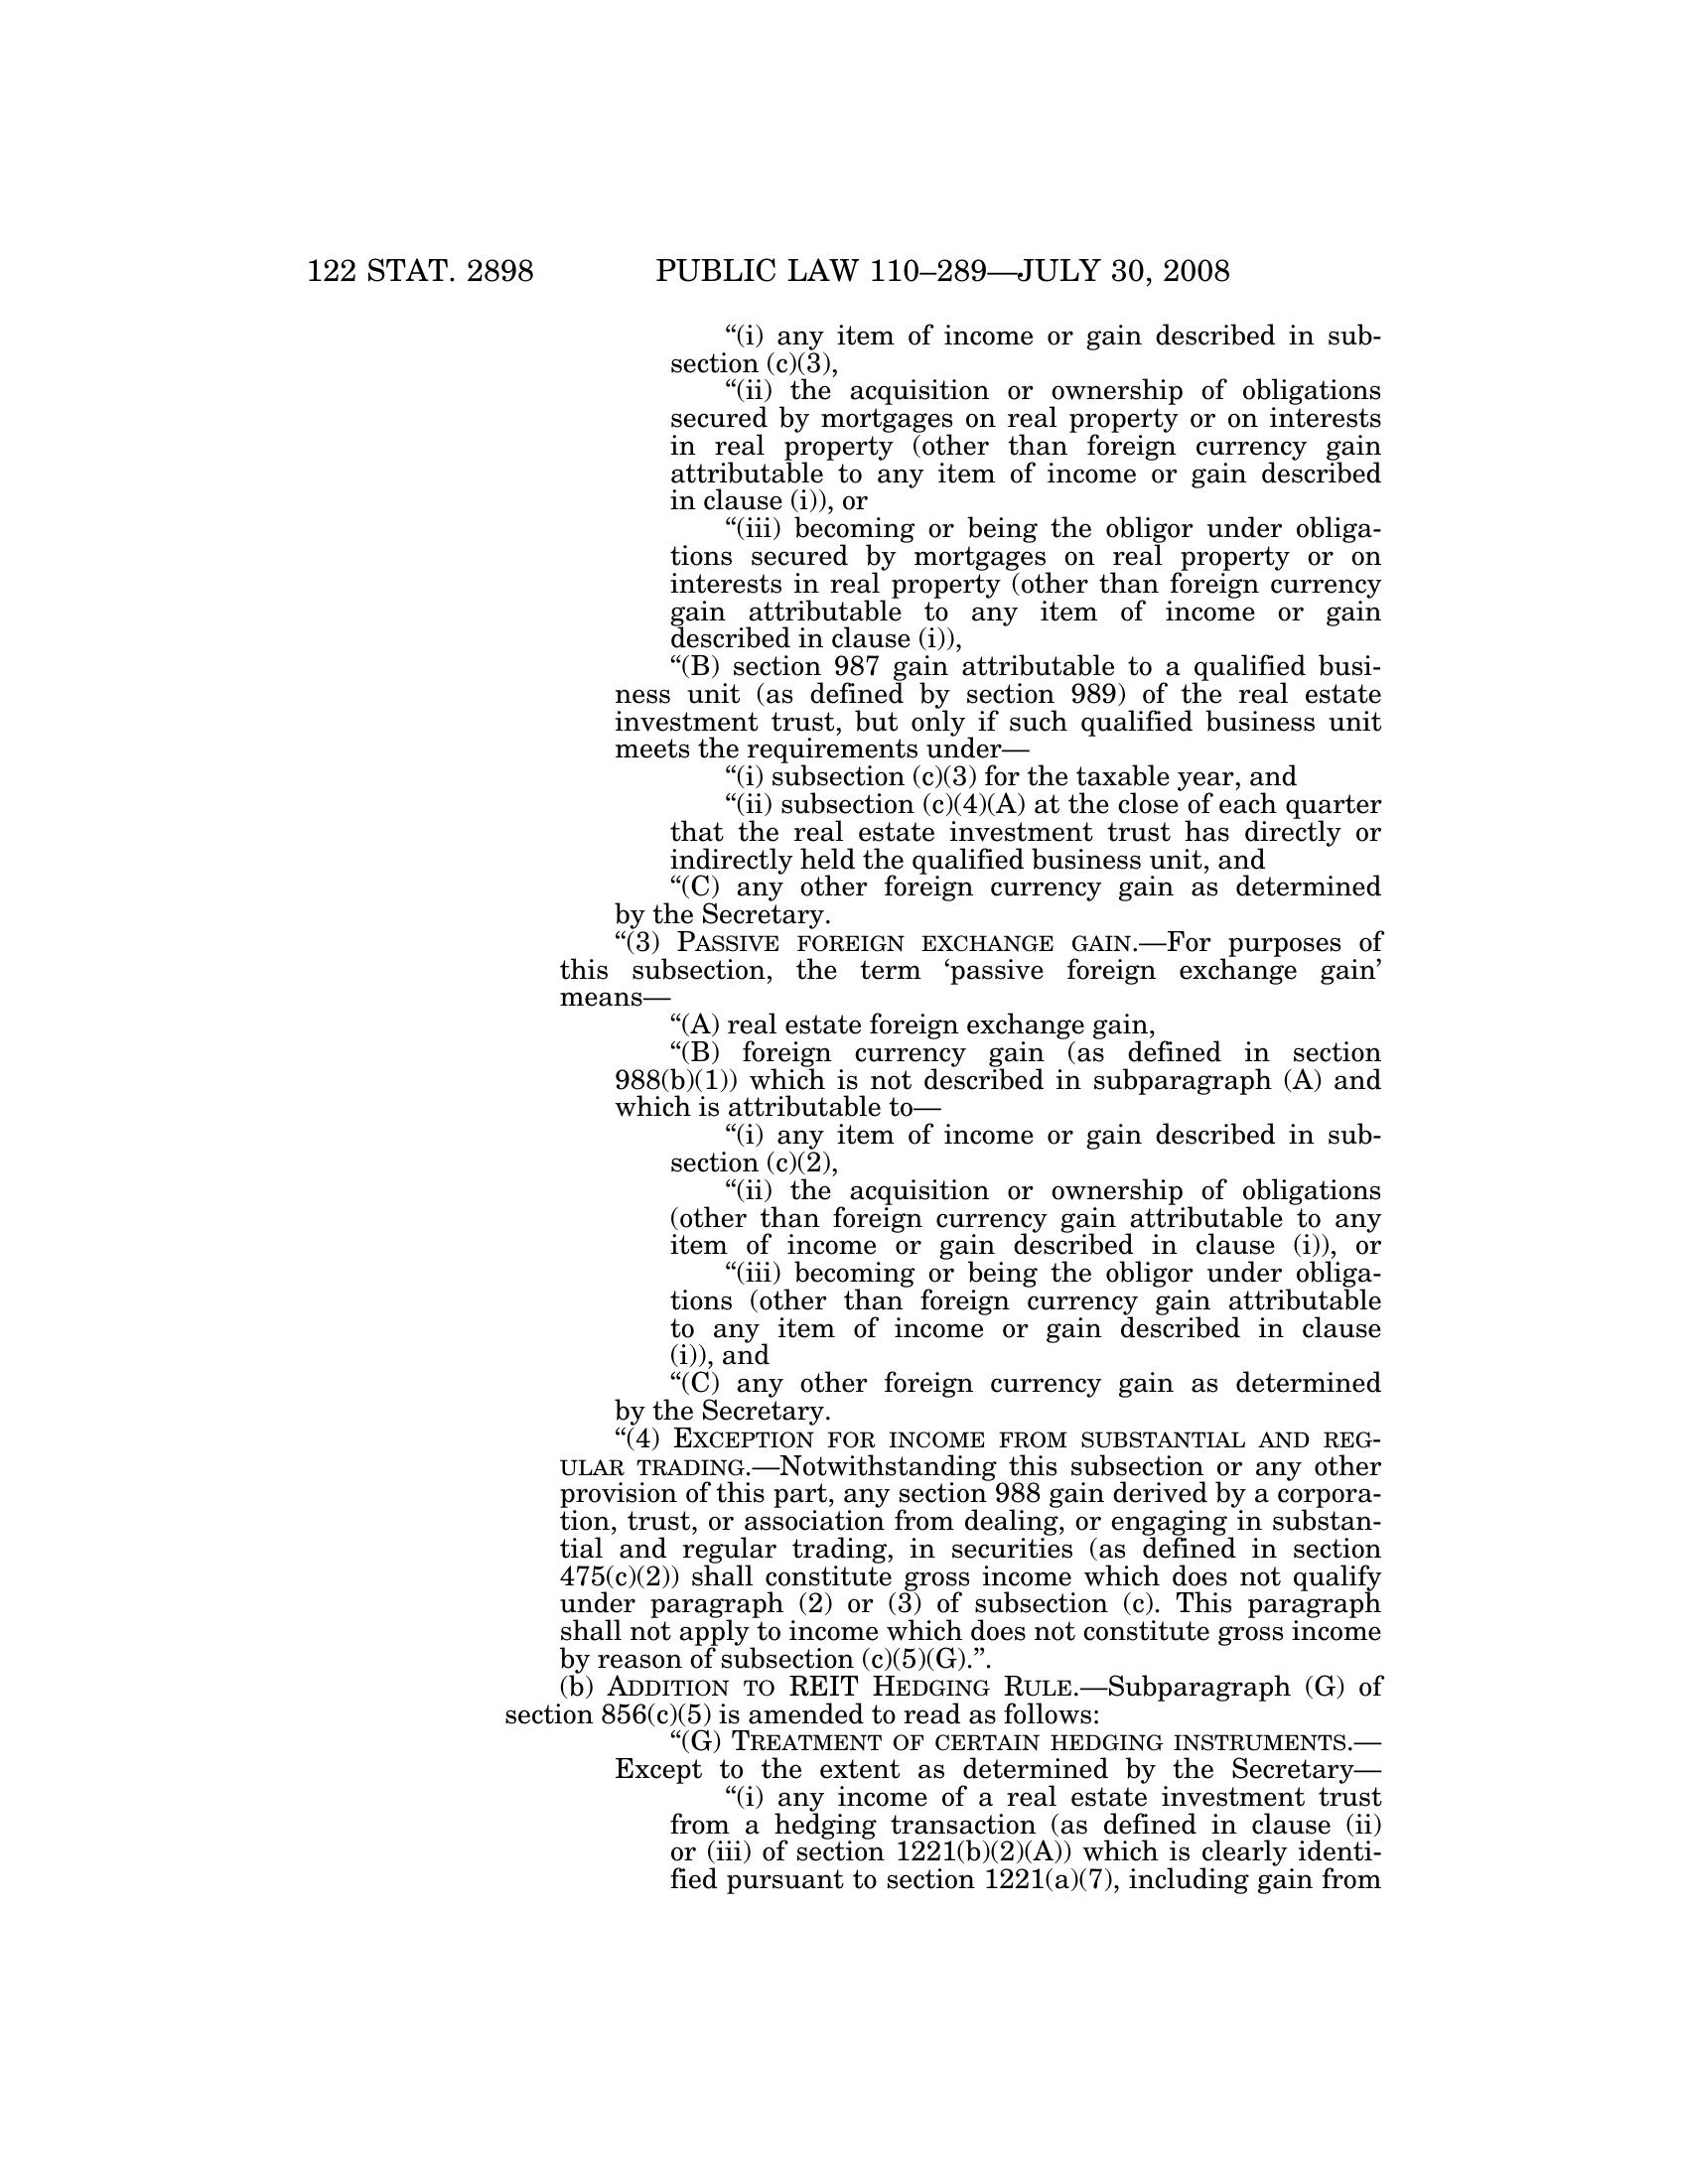 122 STAT. 2898 PUBLIC LAW 110–289—JULY 30, 2008
“(i) any item of income or gain described in sub-
section (c)(3),
“(ii) the acquisition or ownership of obligations
secured by mortgages on real property or on interests
in real property (other than foreign currency gain
attributable to any item of income or gain described
in clause (i)), or
“(iii) becoming or being the obligor under obliga-
tions secured by mortgages on real property or on
interests in real property (other than foreign currency
gain attributable to any item of income or gain
described in clause (i)),
“(B) section 987 gain attributable to a qualified busi-
ness unit (as defined by section 989) of the real estate
investment trust, but only if such qualified business unit
meets the requirements under—
“(i) subsection (c)(3) for the taxable year, and
“(ii) subsection (c)(4)(A) at the close of each quarter
that the real estate investment trust has directly or
indirectly held the qualified business unit, and
“(C) any other foreign currency gain as determined
by the Secretary.
“(3) PASSIVE FOREIGN EXCHANGE GAIN.—For purposes of
this subsection, the term ‘passive foreign exchange gain’
means—
“(A) real estate foreign exchange gain,
“(B) foreign currency gain (as defined in section
988(b)(1)) which is not described in subparagraph (A) and
which is attributable to—
“(i) any item of income or gain described in sub-
section (c)(2),
“(ii) the acquisition or ownership of obligations
(other than foreign currency gain attributable to any
item of income or gain described in clause (i)), or
“(iii) becoming or being the obligor under obliga-
tions (other than foreign currency gain attributable
to any item of income or gain described in clause
(i)), and
“(C) any other foreign currency gain as determined
by the Secretary.
“(4) EXCEPTION FOR INCOME FROM SUBSTANTIAL AND REG-
ULAR TRADING.—Notwithstanding this subsection or any other
provision of this part, any section 988 gain derived by a corpora-
tion, trust, or association from dealing, or engaging in substan-
tial and regular trading, in securities (as defined in section
475(c)(2)) shall constitute gross income which does not qualify
under paragraph (2) or (3) of subsection (c). This paragraph
shall not apply to income which does not constitute gross income
by reason of subsection (c)(5)(G).”.
(b) ADDITION TO REIT HEDGING RULE.—Subparagraph (G) of
section 856(c)(5) is amended to read as follows:
“(G) TREATMENT OF CERTAIN HEDGING INSTRUMENTS.—
Except to the extent as determined by the Secretary—
“(i) any income of a real estate investment trust
from a hedging transaction (as defined in clause (ii)
or (iii) of section 1221(b)(2)(A)) which is clearly identi-
fied pursuant to section 1221(a)(7), including gain from